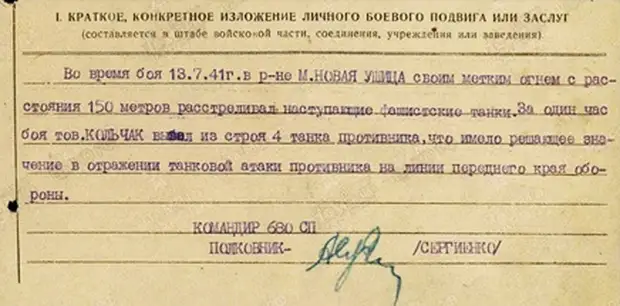 I. КРАТКОЕ, КОНКРЕТНОЕ ИЗЛОЖЕНИЕ ЛИЧНОГО БОЕВОГО ПОДВИГА ИЛИ ЗАСЛУГ
(составляется в штабе войсковой части, соединения, учреждения или заведения).
Во время боя 13.7.41г.в р-не М.НОВАЯ УШИЦА своим метким огнем с рас-
стояния 150 метров расстреливал наступающие фашистские танки.За один час
боя тов.КОЛЬЧАК вывел из строя 4 танка противника,что имело решающее зна-
чение в отражении танковой атаки противника на линии переднего края обо-
роны.
КОМАНДИР 680 СП
ПОЛКОВНИК- /СЕРГИЕНКО/